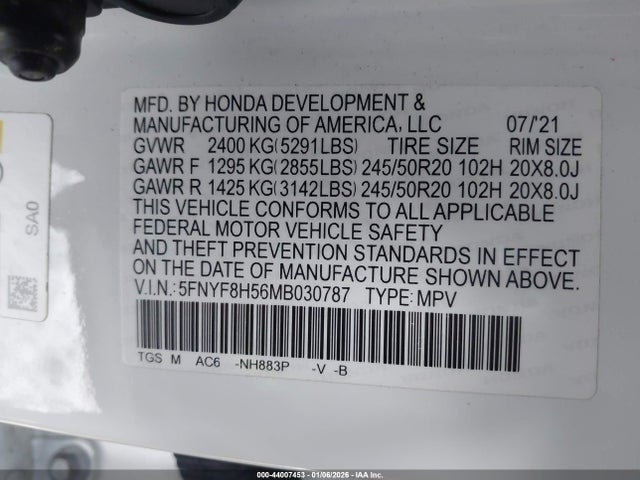 MFD. BY HONDA DEVELOPMENT &
MANUFACTURING OF AMERICA, LLC 07/'21
GVWR 2400 KG(5291LBS) TIRE SIZE RIM SIZE
GAWR F 1295 KG(2855LBS) 245/50R20 102H 20X8.0J
GAWR R 1425 KG(3142LBS) 245/50R20 102H 20X8.0J
THIS VEHICLE CONFORMS TO ALL APPLICABLE
FEDERAL MOTOR VEHICLE SAFETY
AND THEFT PREVENTION STANDARDS IN EFFECT
ON THE DATE OF MANUFACTURE SHOWN ABOVE.
V.I.N.:5FNYF8H56MB030787 TYPE:MPV
TGS M AC6 -NH883P -V -B
SA0
000-44007453 - 01/06/2026 - IAA Inc.